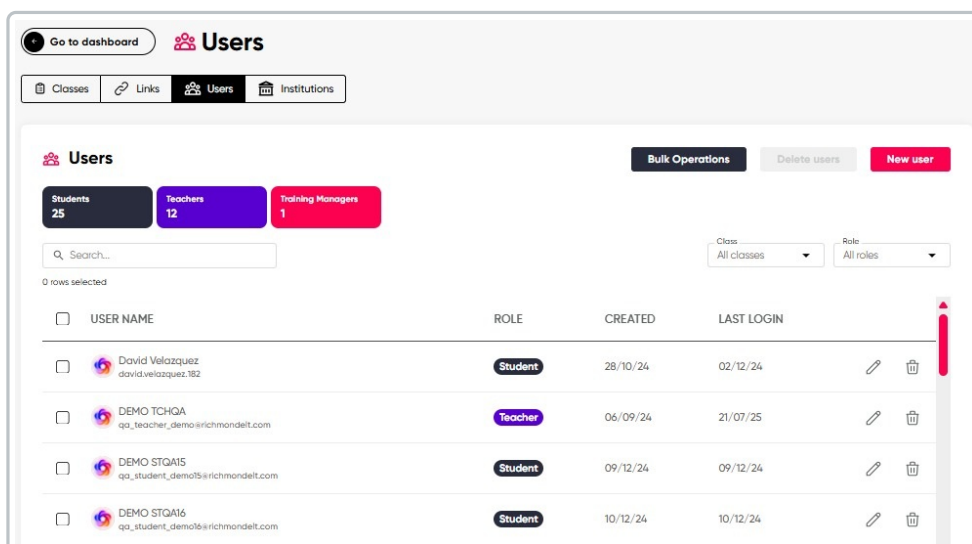 Go to dashboard
Users
Classes
Links
Users
Institutions
Users
Bulk Operations
Delete users
New user
Students
25
Teachers
12
Training Managers
1
Search...
Class
All classes
Role
All roles
0 rows selected
USER NAME ROLE CREATED LAST LOGIN
David Velazquez
david.velazquez.182
Student 28/10/24 02/12/24
DEMO TCHQA
qa_teacher_demo@richmondelt.com
Teacher 06/09/24 21/07/25
DEMO STQA15
qa_student_demo15@richmondelt.com
Student 09/12/24 09/12/24
DEMO STQA16
qa_student_demo16@richmondelt.com
Student 10/12/24 10/12/24